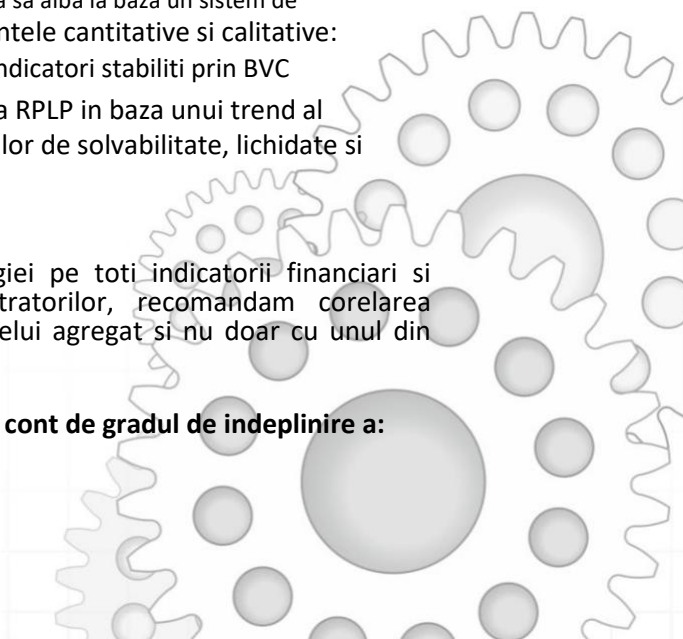 sa aiba la baza un sistem de
ntele cantitative si calitative:
ndicatori stabiliti prin BVC
a RPLP in baza unui trend al
lor de solvabilitate, lichidate si
giei pe toti indicatorii financiari si
tratorilor, recomandam corelarea
elui agregat si nu doar cu unul din
cont de gradul de indeplinire a: